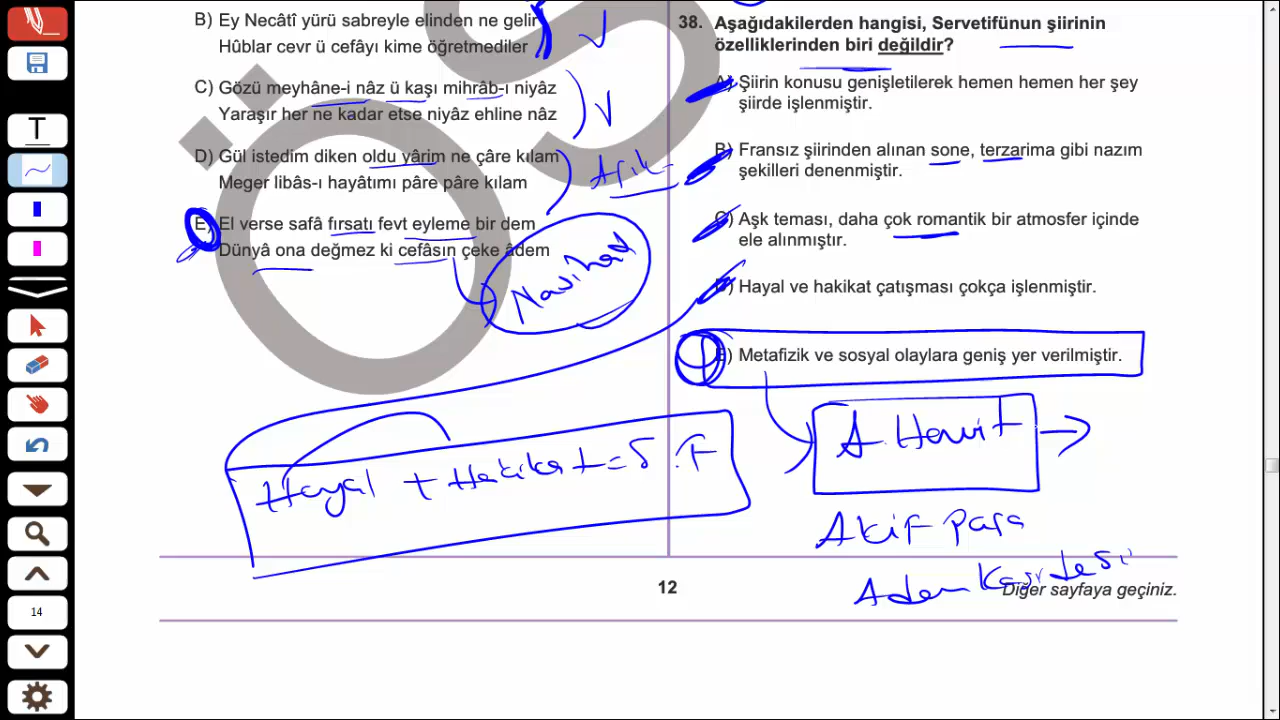 B) Ey Necâtî yürü sabreyle elinden ne gelir
Hûblar cevr ü cefâyı kime öğretmediler
C) Gözü meyhâne-i nâz ü kaşı mihrâb-ı niyâz
Yaraşır her ne kadar etse niyâz ehline nâz
D) Gül istedim diken oldu yârim ne çâre kılam
Meger libâs-ı hayâtımı pâre pâre kılam
E) El verse safâ fırsatı fevt eyleme bir dem
Dünyâ ona değmez ki cefâsın çeke âdem
Hayal + Hakikat = S.F
38. Aşağıdakilerden hangisi, Servetifünun şiirinin
özelliklerinden biri değildir?
A) Şiirin konusu genişletilerek hemen hemen her şey
şiirde işlenmiştir.
B) Fransız şiirinden alınan sone, terzarima gibi nazım
şekilleri denenmiştir.
C) Aşk teması, daha çok romantik bir atmosfer içinde
ele alınmıştır.
D) Hayal ve hakikat çatışması çokça işlenmiştir.
E) Metafizik ve sosyal olaylara geniş yer verilmiştir.
A. Hamit
Akif Paşa
Adem Kasidesi
12
Diğer sayfaya geçiniz.
T
14